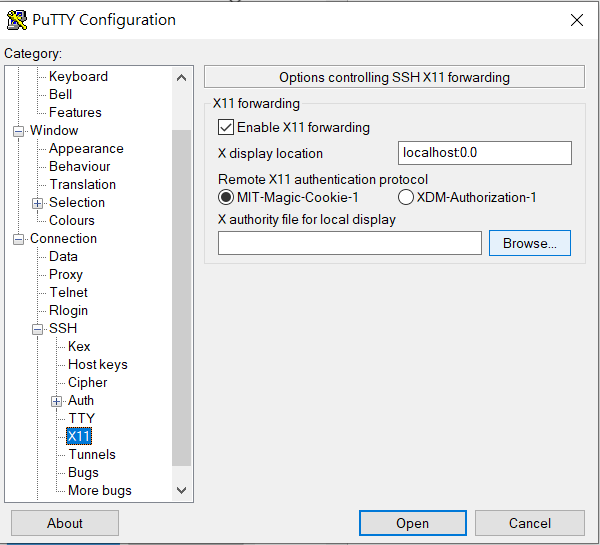 PuTTY Configuration
Category:
Keyboard
Bell
Features
Window
Appearance
Behaviour
Translation
Selection
Colours
Connection
Data
Proxy
Telnet
Rlogin
SSH
Kex
Host keys
Cipher
Auth
TTY
X11
Tunnels
Bugs
More bugs
Options controlling SSH X11 forwarding
X11 forwarding
Enable X11 forwarding
X display location
localhost:0.0
Remote X11 authentication protocol
MIT-Magic-Cookie-1 XDM-Authorization-1
X authority file for local display
Browse...
About
Open
Cancel